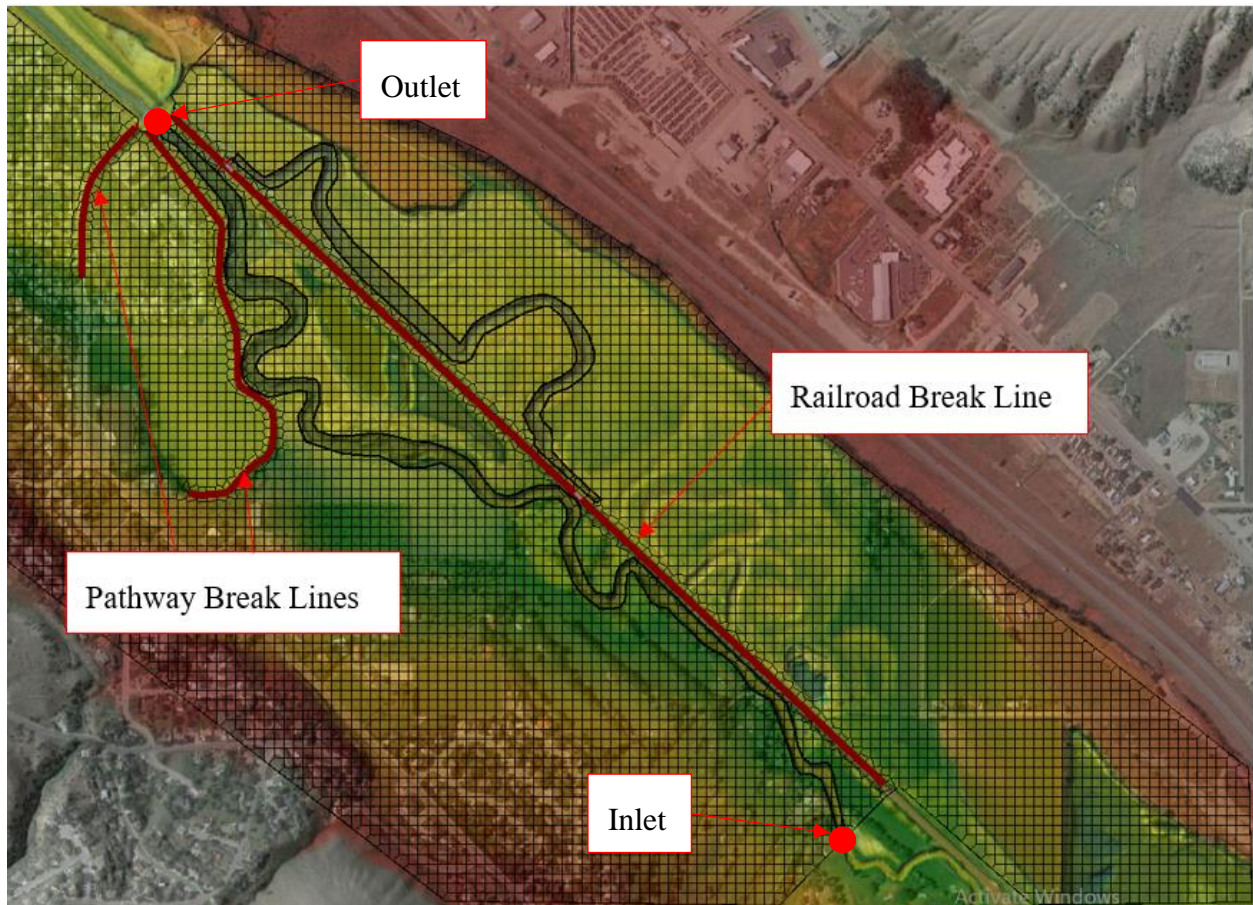 Outlet
Railroad Break Line
Pathway Break Lines
Inlet
Activate Windows